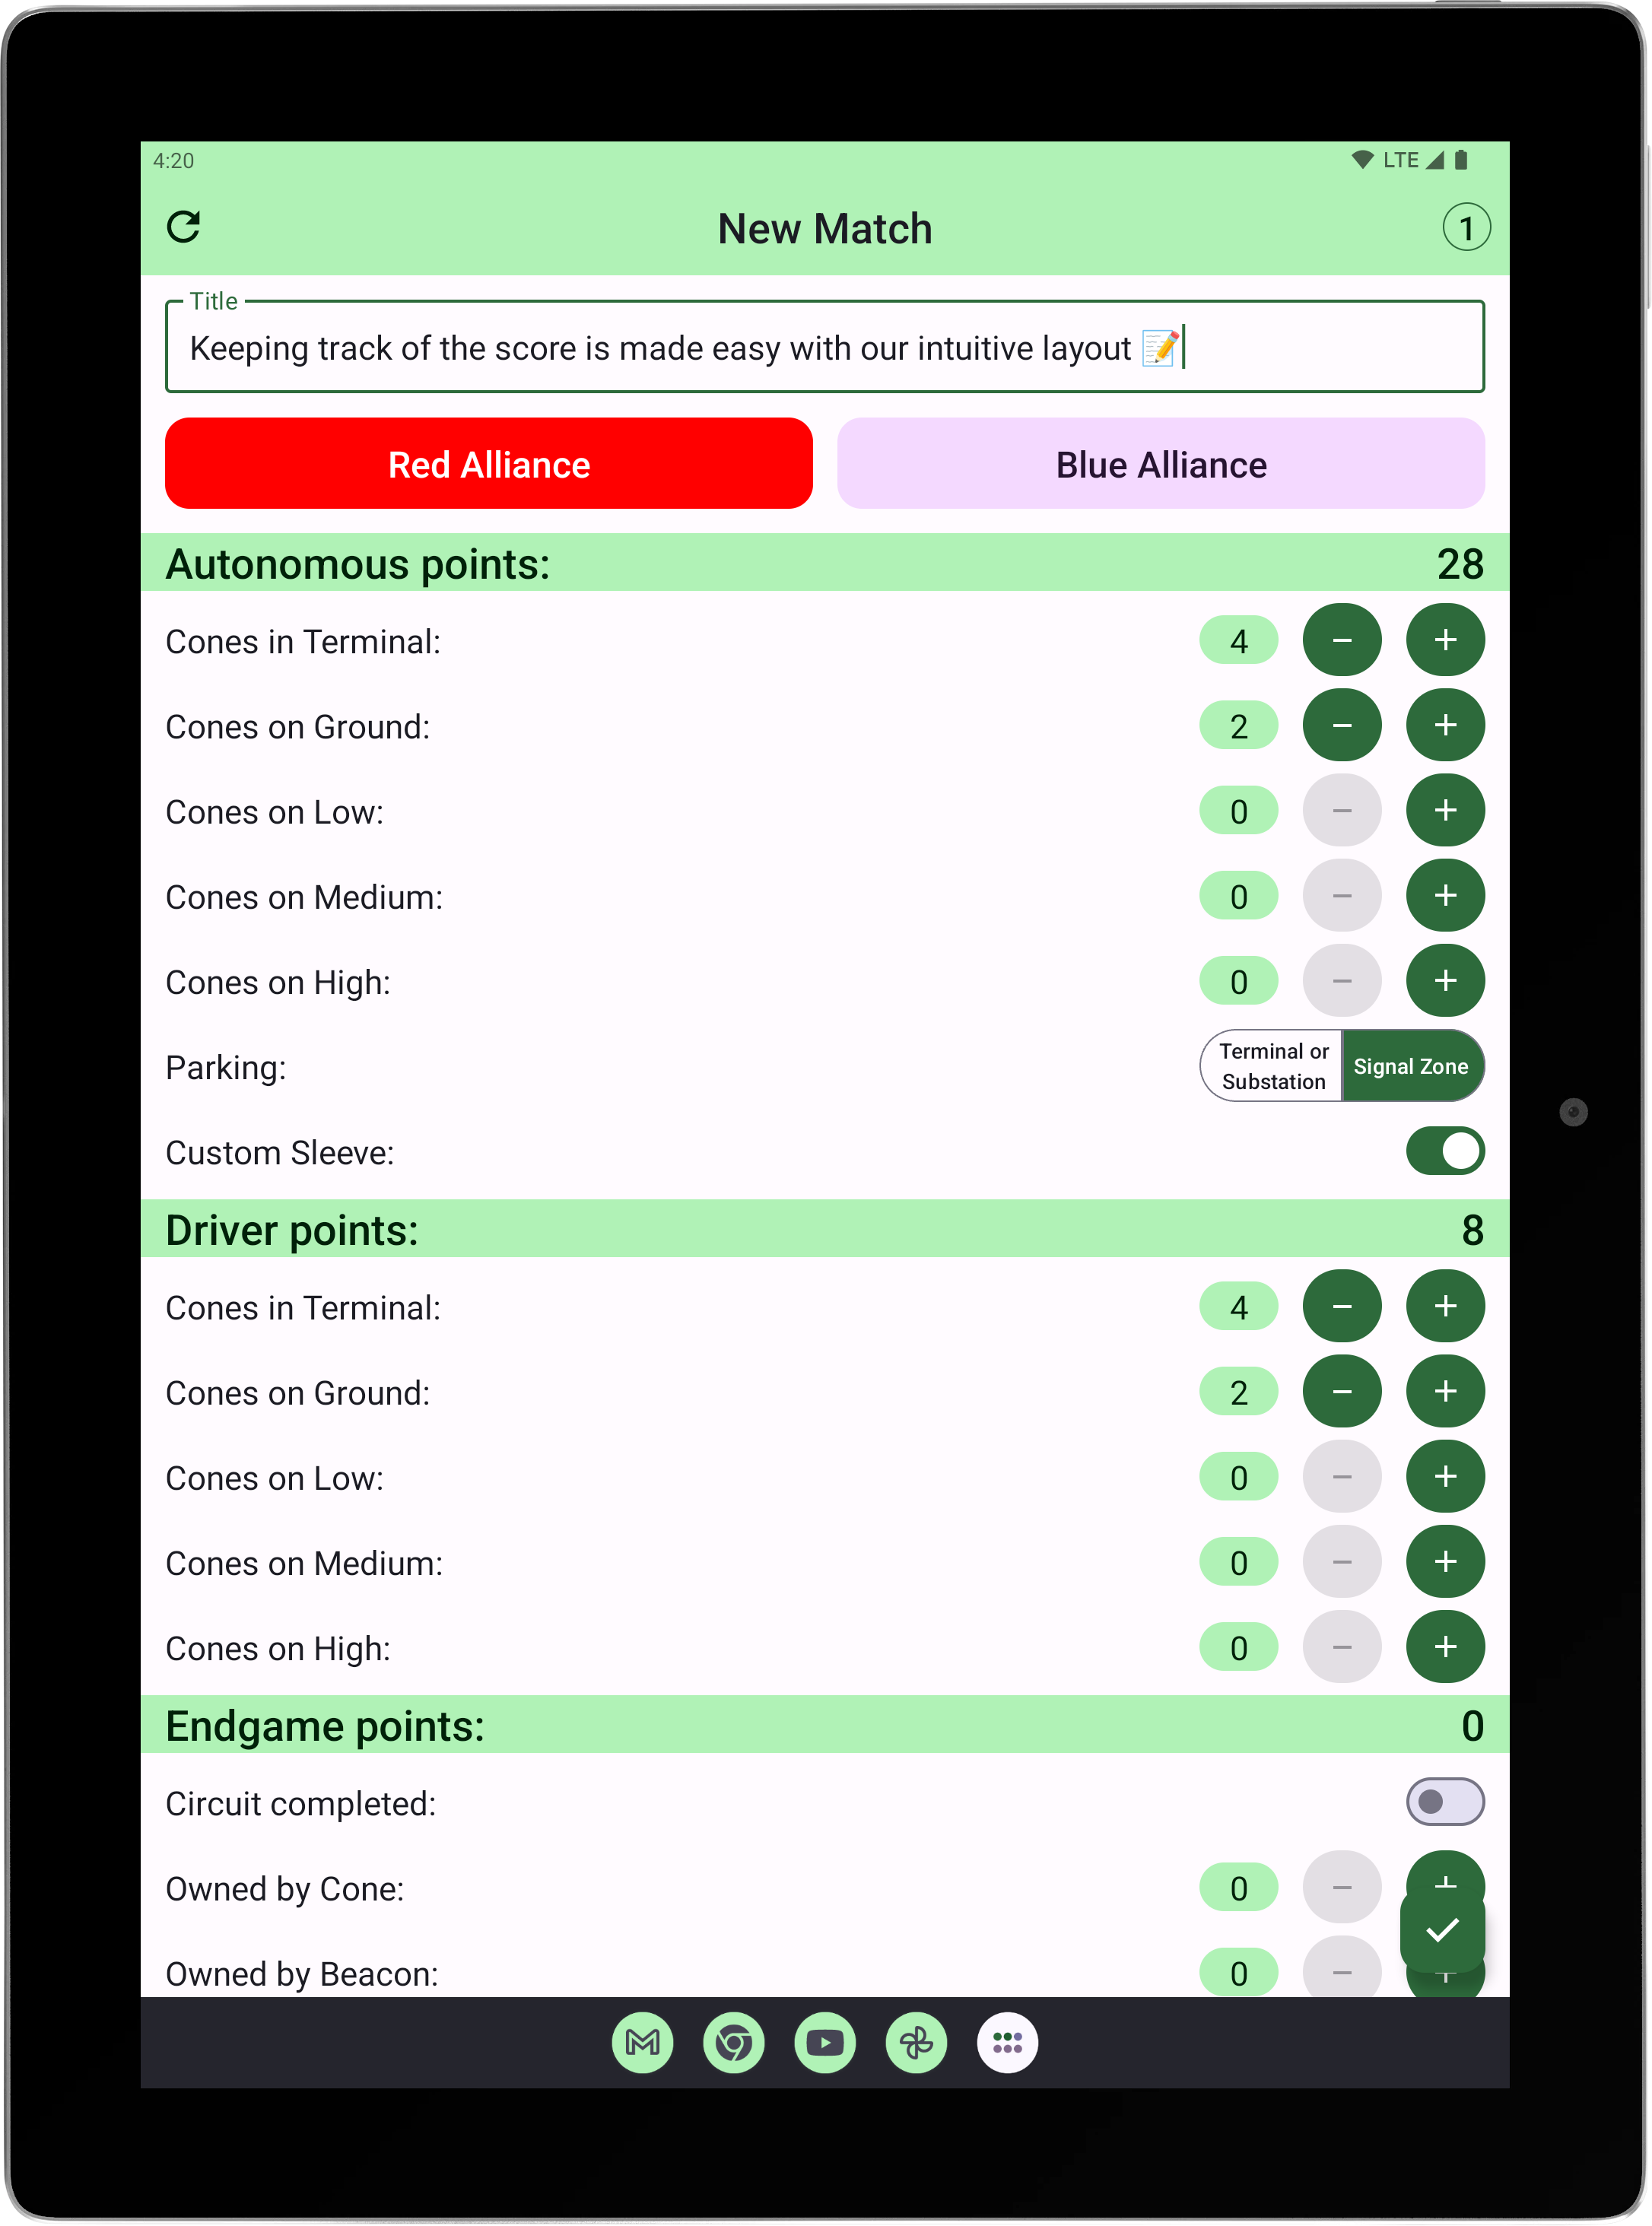 4:20
LTE
New Match
1
Title
Keeping track of the score is made easy with our intuitive layout 📝
Red Alliance
Blue Alliance
Autonomous points:
28
Cones in Terminal:
4
−
+
Cones on Ground:
2
−
+
Cones on Low:
0
−
+
Cones on Medium:
0
−
+
Cones on High:
0
−
+
Parking:
Terminal or
Substation
Signal Zone
Custom Sleeve:
Driver points:
8
Cones in Terminal:
4
−
+
Cones on Ground:
2
−
+
Cones on Low:
0
−
+
Cones on Medium:
0
−
+
Cones on High:
0
−
+
Endgame points:
0
Circuit completed:
Owned by Cone:
0
−
+
Owned by Beacon:
0
−
+